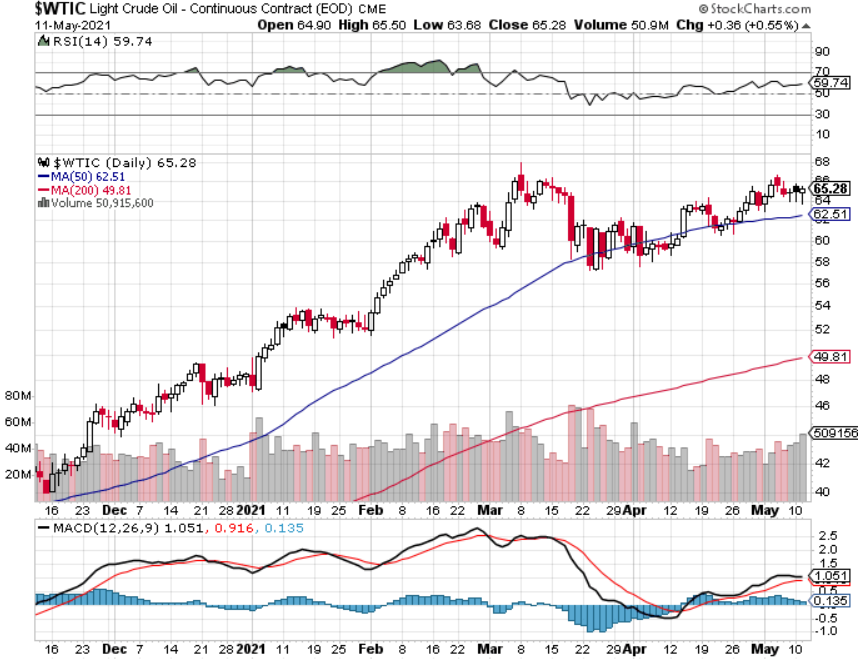 $WTIC Light Crude Oil - Continuous Contract (EOD) CME
© StockCharts.com
11-May-2021
Open 64.90 High 65.50 Low 63.68 Close 65.28 Volume 50.9M Chg +0.36 (+0.55%)
RSI(14) 59.74
90
70
59.74
50
30
10
$WTIC (Daily) 65.28
MA(50) 62.51
MA(200) 49.81
Volume 50,915,600
68
66
65.28
64
62.51
62
60
58
56
54
52
49.81
48
46
509156
42
40
80M
60M
40M
20M
16 23 Dec 7 14 21 28 2021 11 19 25 Feb 8 16 22 Mar 8 15 22 29 Apr 12 19 26 May 10
MACD(12,26,9) 1.051, 0.916, 0.135
2.5
2.0
1.5
1.051
0.5
0.135
-0.5
-1.0
16 23 Dec 7 14 21 28 2021 11 19 25 Feb 8 16 22 Mar 8 15 22 29 Apr 12 19 26 May 10